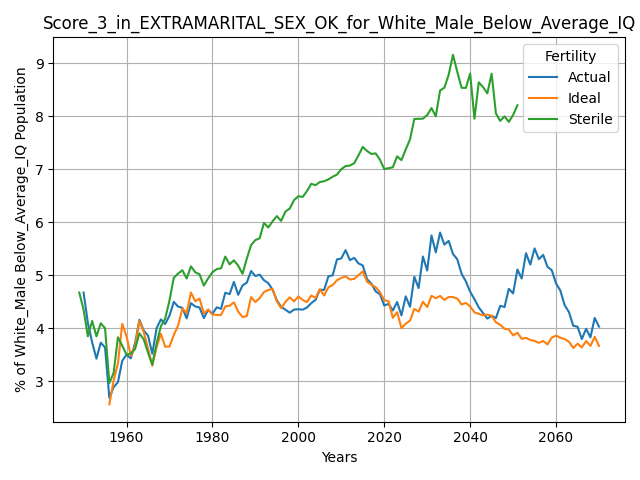 Score_3_in_EXTRAMARITAL_SEX_OK_for_White_Male_Below_Average_IQ
% of White_Male Below_Average_IQ Population
9
8
7
6
5
4
3
Fertility
Actual
Ideal
Sterile
1960 1980 2000 2020 2040 2060
Years